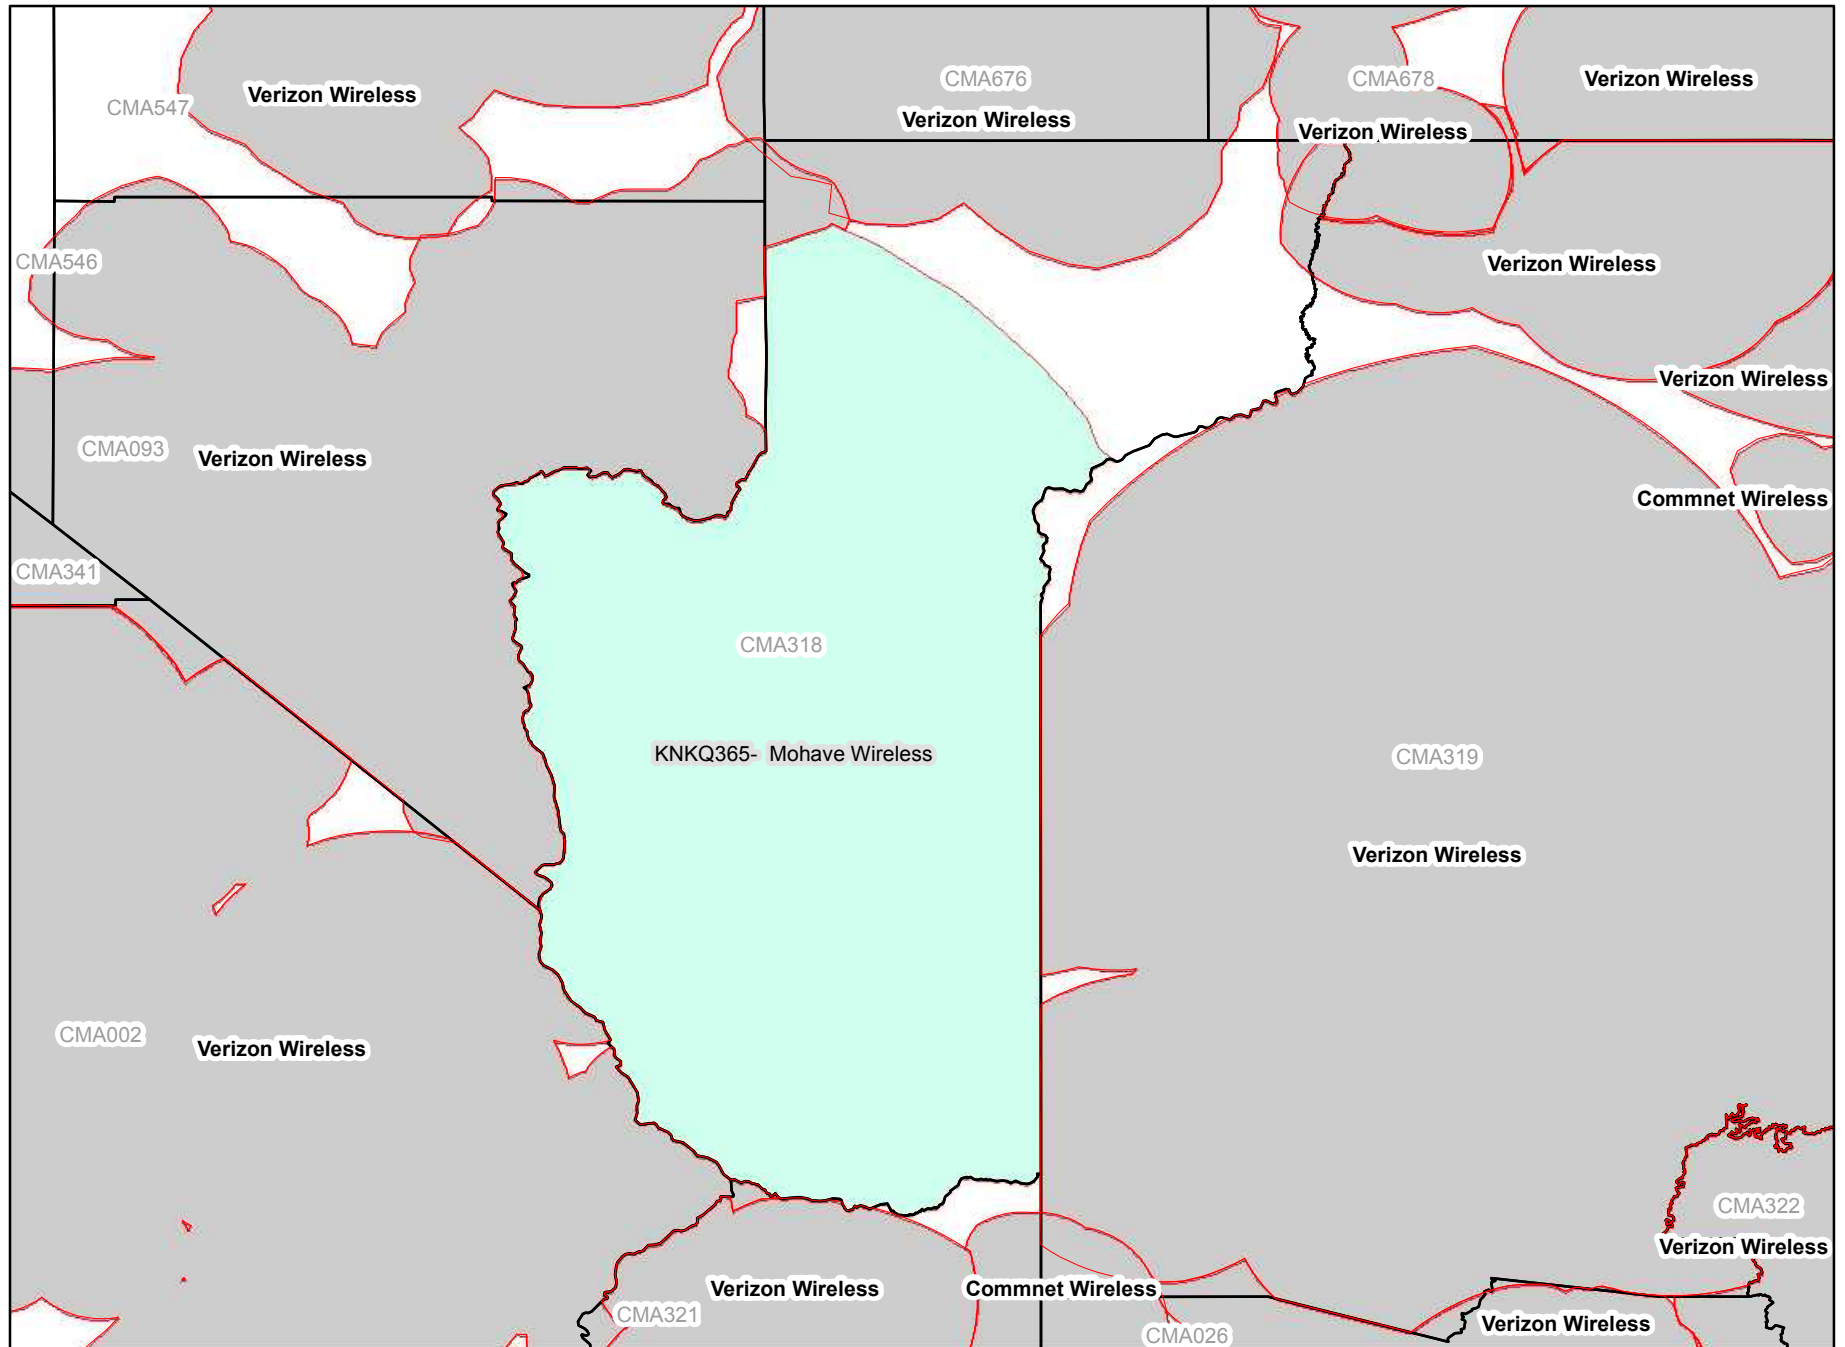 CMA676
CMA678
Verizon Wireless
Verizon Wireless
CMA547
Verizon Wireless
Verizon Wireless
CMA546
Verizon Wireless
Verizon Wireless
CMA093
Verizon Wireless
Commnet Wireless
CMA341
CMA318
KNKQ365- Mohave Wireless
CMA319
Verizon Wireless
CMA002
Verizon Wireless
CMA322
Verizon Wireless
Verizon Wireless
Commnet Wireless
CMA321
Verizon Wireless
CMA026